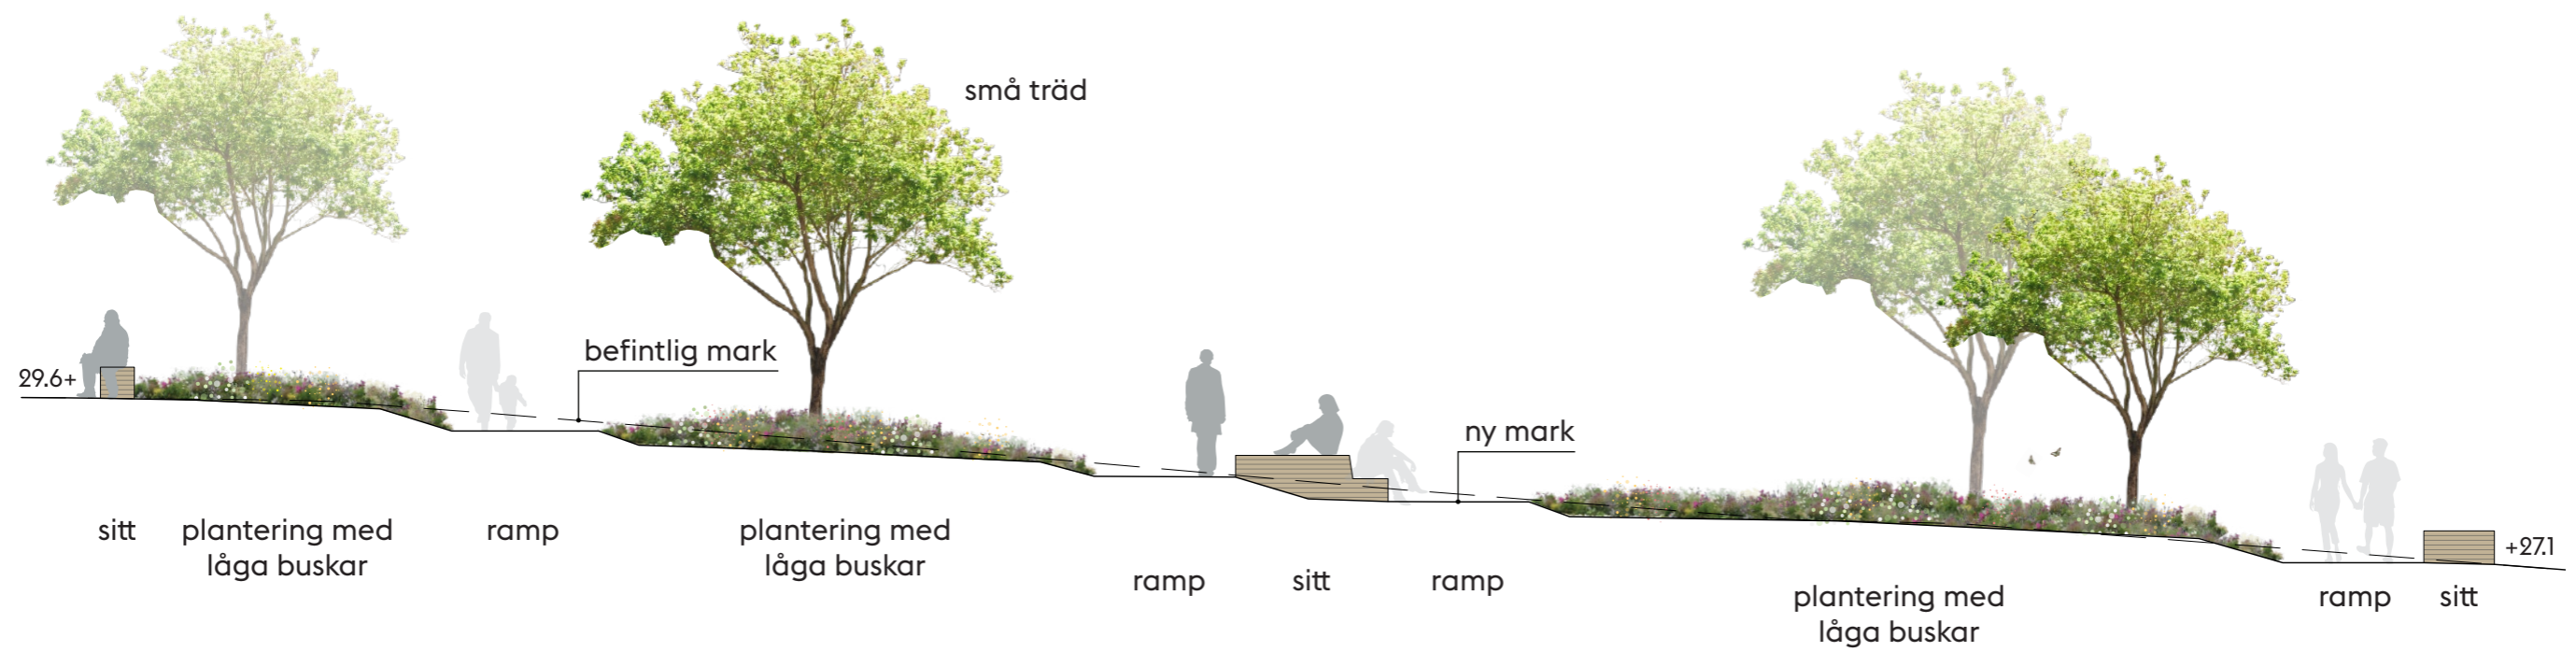 små träd
befintlig mark
29.6+
ny mark
sitt
plantering med
låga buskar
ramp
plantering med
låga buskar
ramp
sitt
ramp
plantering med
låga buskar
ramp
sitt
+27.1